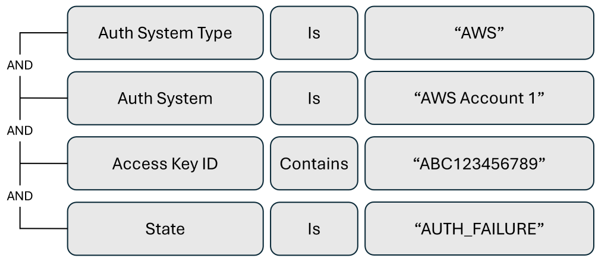 Auth System Type Is “AWS”
AND
Auth System Is “AWS Account 1”
AND
Access Key ID Contains “ABC123456789”
AND
State Is “AUTH_FAILURE”